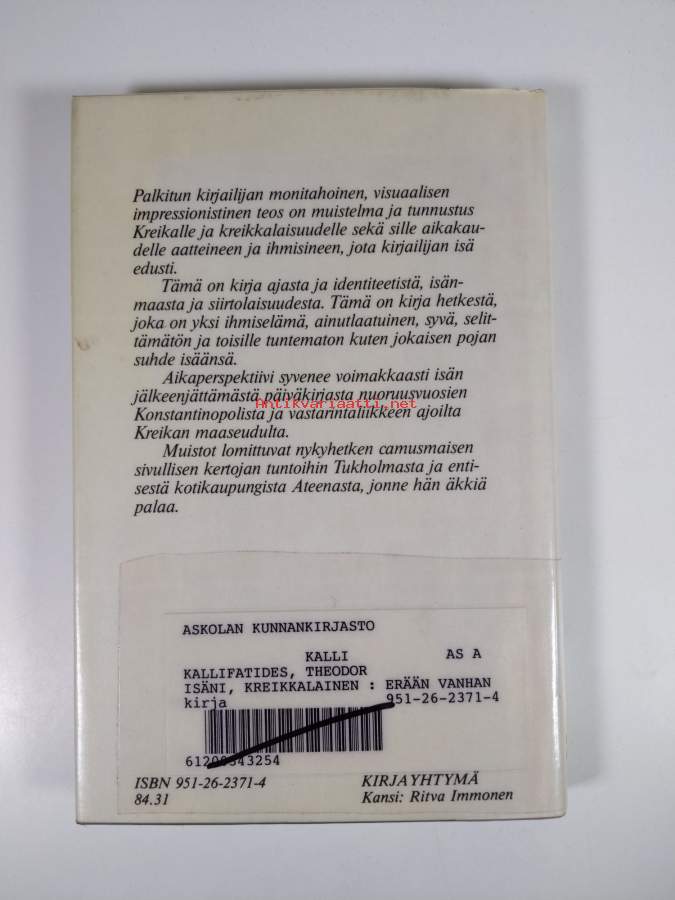 Palkitun kirjailijan monitahoinen, visuaalisen
impressionistinen teos on muistelma ja tunnustus
Kreikalle ja kreikkalaisuudelle sekä sille aikakau-
delle aatteineen ja ihmisineen, jota kirjailijan isä
edusti.
Tämä on kirja ajasta ja identiteetistä, isän-
maasta ja siirtolaisuudesta. Tämä on kirja hetkestä,
joka on yksi ihmiselämä, ainutlaatuinen, syvä, selit-
tämätön ja toisille tuntematon kuten jokaisen pojan
suhde isäänsä.
Aikaperspektiivi syvenee voimakkaasti isän
jälkeenjättämästä päiväkirjasta nuoruusvuosien
Antikvariaatti.net
Konstantinopolista ja vastarintaliikkeen ajoilta
Kreikan maaseudulta.
Muistot lomittuvat nykyhetken camusmaisen
sivullisen kertojan tuntoihin Tukholmasta ja enti-
sestä kotikaupungista Ateenasta, jonne hän äkkiä
palaa.
ASKOLAN KUNNANKIRJASTO
KALLI AS A
KALLIFATIDES, THEODOR
ISÄNI, KREIKKALAINEN : ERÄÄN VANHAN
kirja 951-26-2371-4
ISBN 951-26-2371-4 KIRJAYHTYMÄ
84.31 Kansi: Ritva Immonen